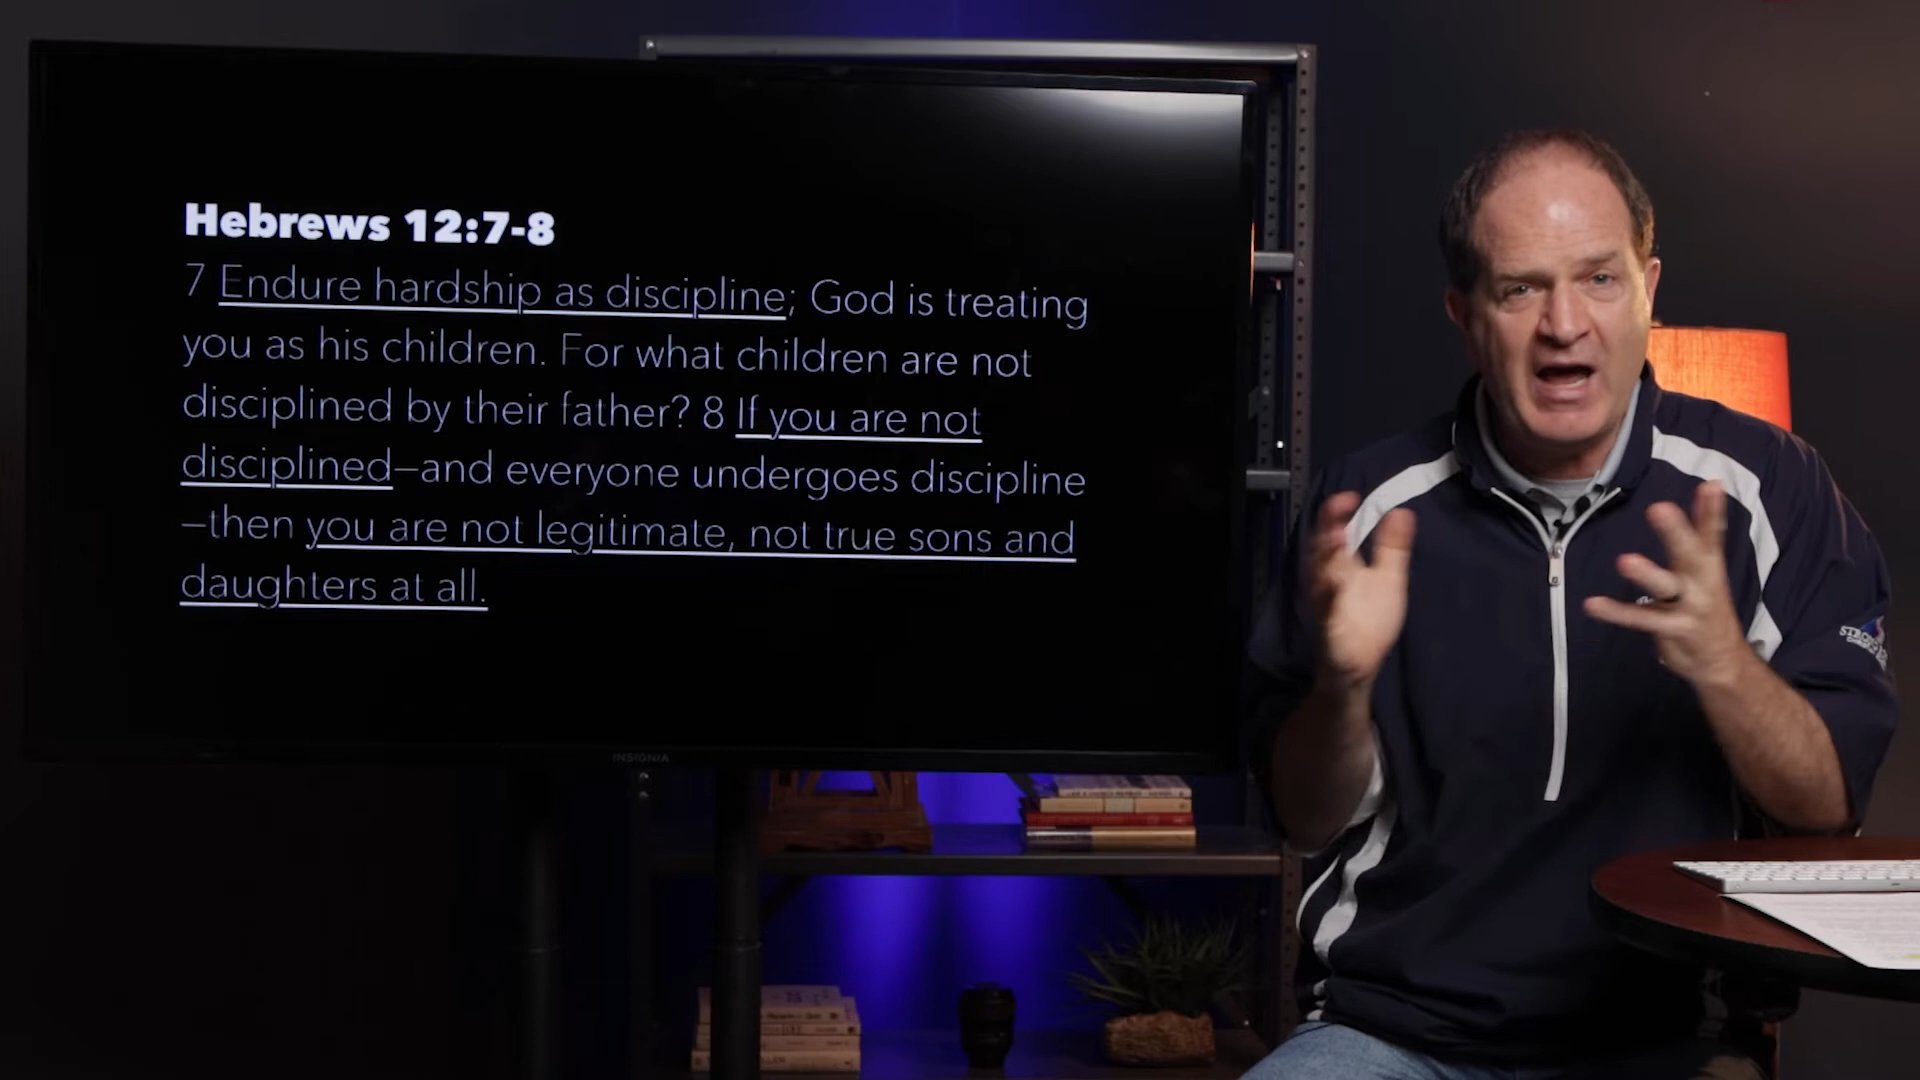 Hebrews 12:7-8
7 Endure hardship as discipline; God is treating
you as his children. For what children are not
disciplined by their father? 8 If you are not
disciplined—and everyone undergoes discipline
—then you are not legitimate, not true sons and
daughters at all.
INSIGNIA